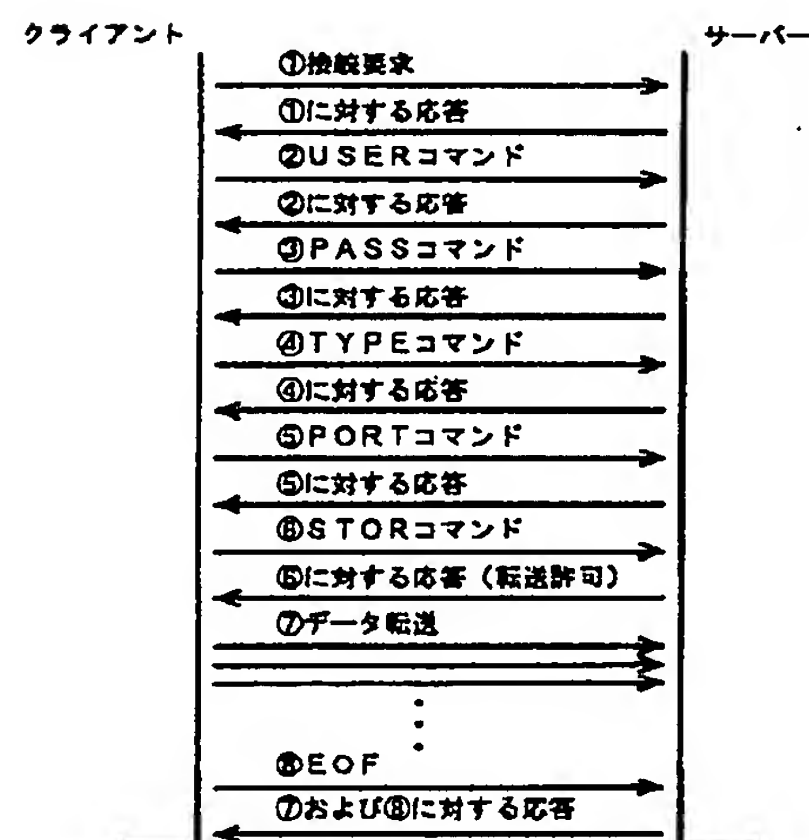 クライアント
サーバー
①接続要求
①に対する応答
②USERコマンド
②に対する応答
③PASSコマンド
③に対する応答
④TYPEコマンド
④に対する応答
⑤PORTコマンド
⑤に対する応答
⑥STORコマンド
⑥に対する応答（転送許可）
⑦データ転送
⑧EOF
⑦および⑧に対する応答